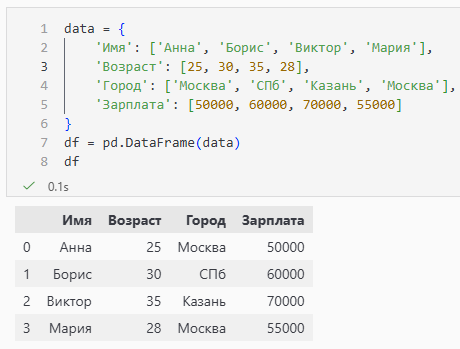 1 data = {
2     'Имя': ['Анна', 'Борис', 'Виктор', 'Мария'],
3     'Возраст': [25, 30, 35, 28],
4     'Город': ['Москва', 'СПб', 'Казань', 'Москва'],
5     'Зарплата': [50000, 60000, 70000, 55000]
6 }
7 df = pd.DataFrame(data)
8 df
0.1s
Имя Возраст Город Зарплата
0 Анна 25 Москва 50000
1 Борис 30 СПб 60000
2 Виктор 35 Казань 70000
3 Мария 28 Москва 55000